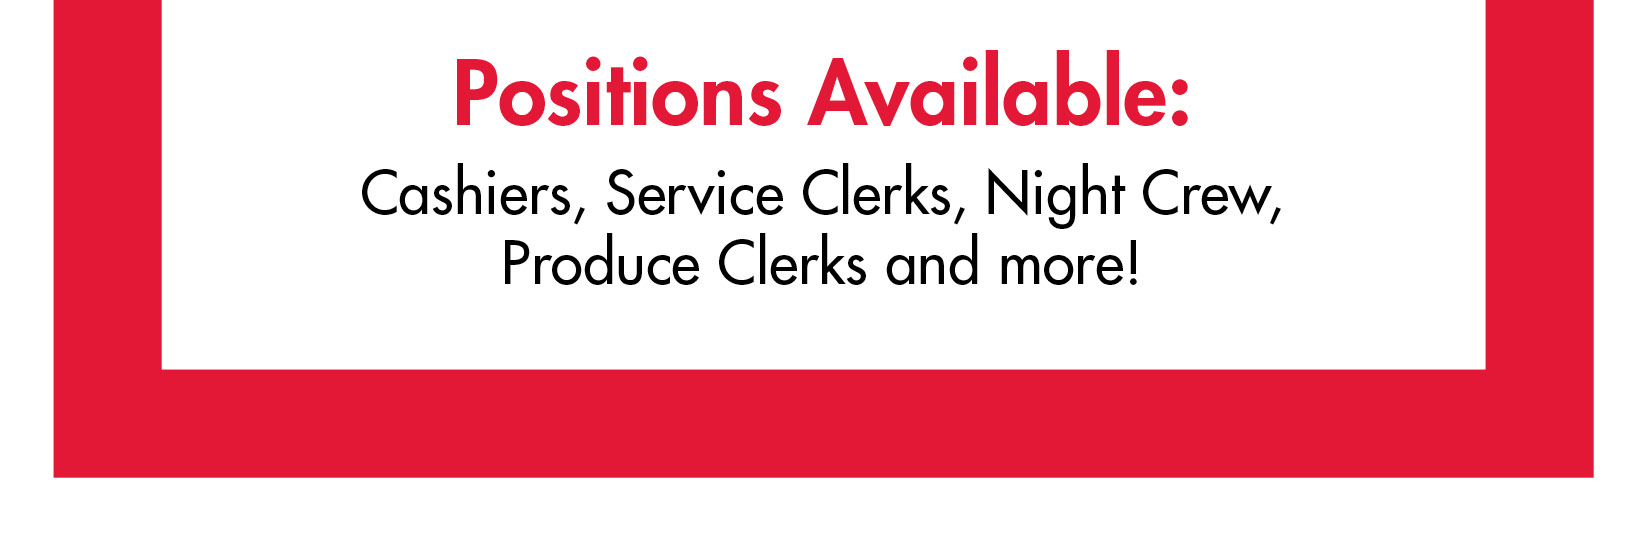 Positions Available:
Cashiers, Service Clerks, Night Crew,
Produce Clerks and more!